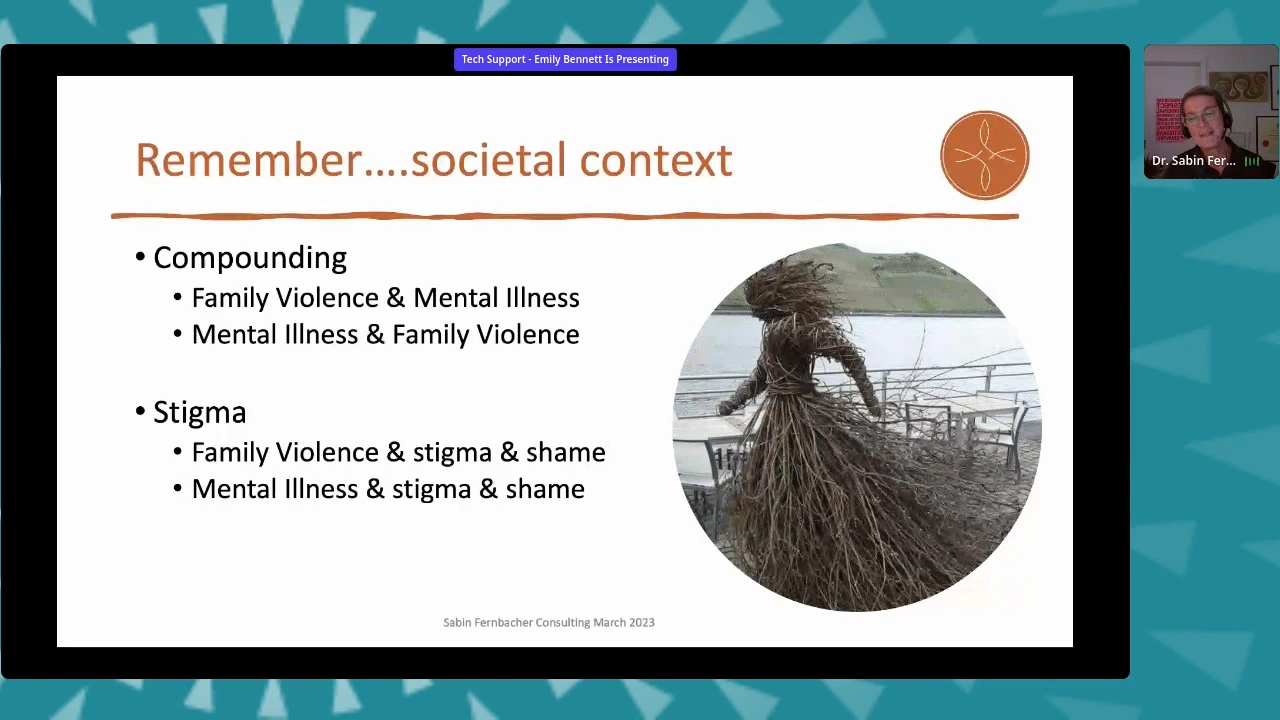 Tech Support - Emily Bennett Is Presenting
Remember....societal context
• Compounding
• Family Violence & Mental Illness
• Mental Illness & Family Violence
• Stigma
• Family Violence & stigma & shame
• Mental Illness & stigma & shame
Sabin Fernbacher Consulting March 2023
Dr. Sabin Fer...